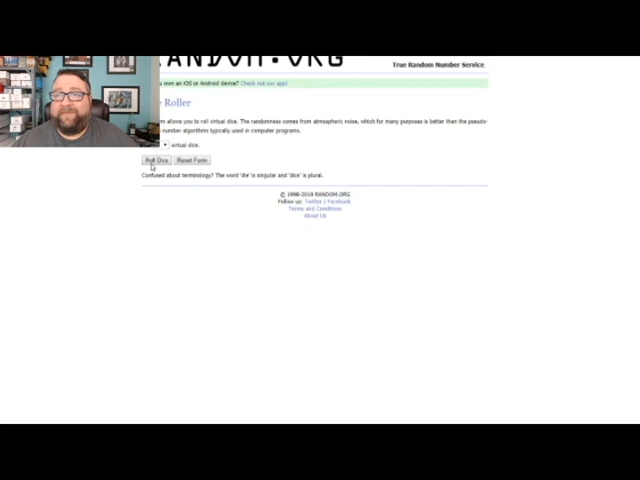 RANDOM.ORG
True Random Number Service
own an iOS or Android device? Check out our app!
Roller
allows you to roll virtual dice. The randomness comes from atmospheric noise, which for many purposes is better than the pseudo-
number algorithms typically used in computer programs.
virtual dice.
Roll Dice Reset Form
Confused about terminology? The word 'die' is singular and 'dice' is plural.
© 1998-2019 RANDOM.ORG
Follow us: Twitter | Facebook
Terms and Conditions
About Us